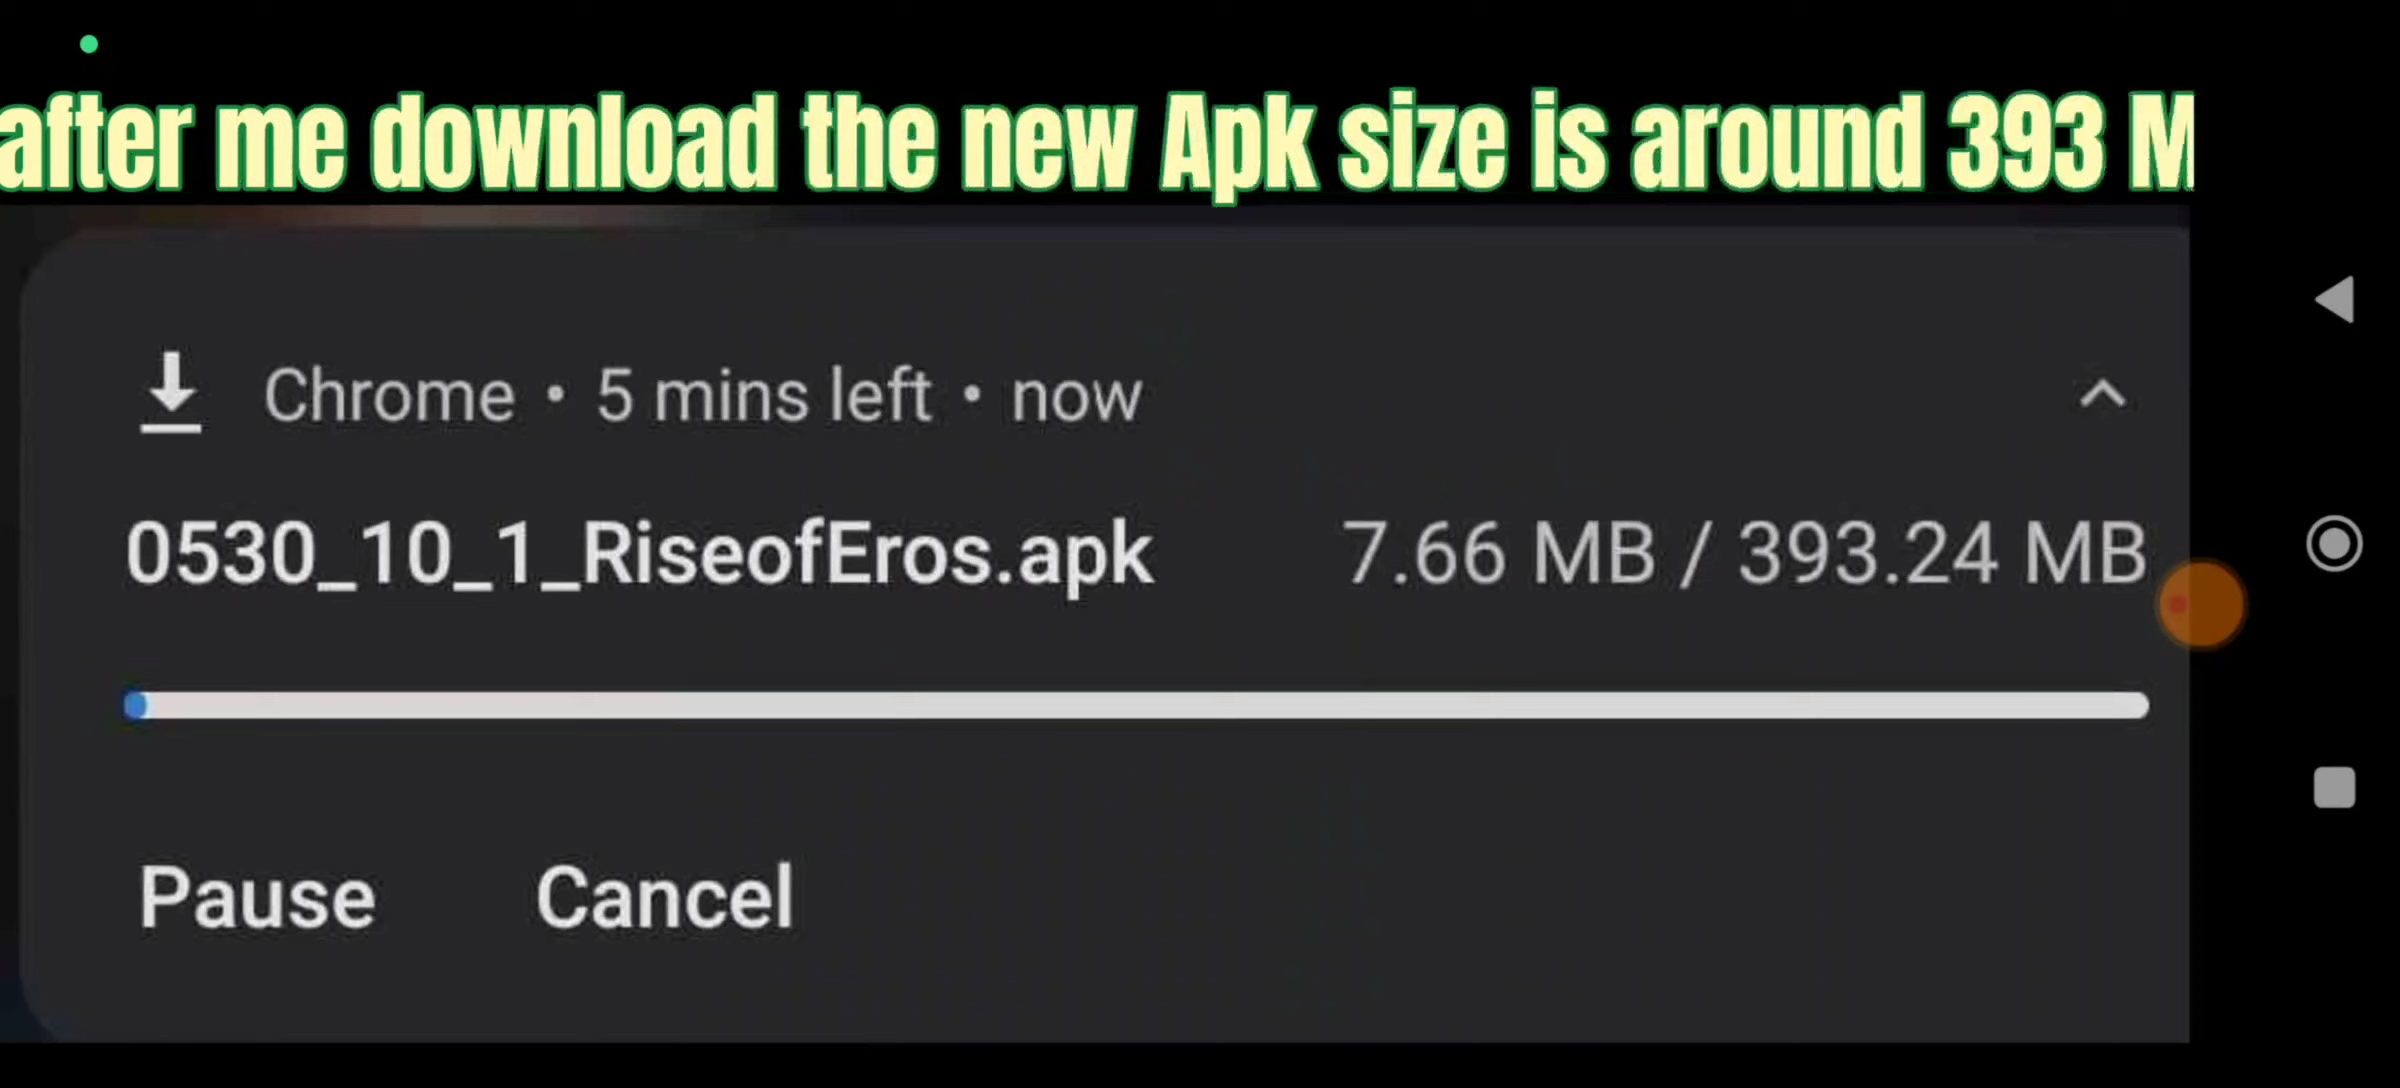 after me download the new Apk size is around 393 M
Chrome • 5 mins left • now
0530_10_1_RiseofEros.apk 7.66 MB / 393.24 MB
Pause Cancel